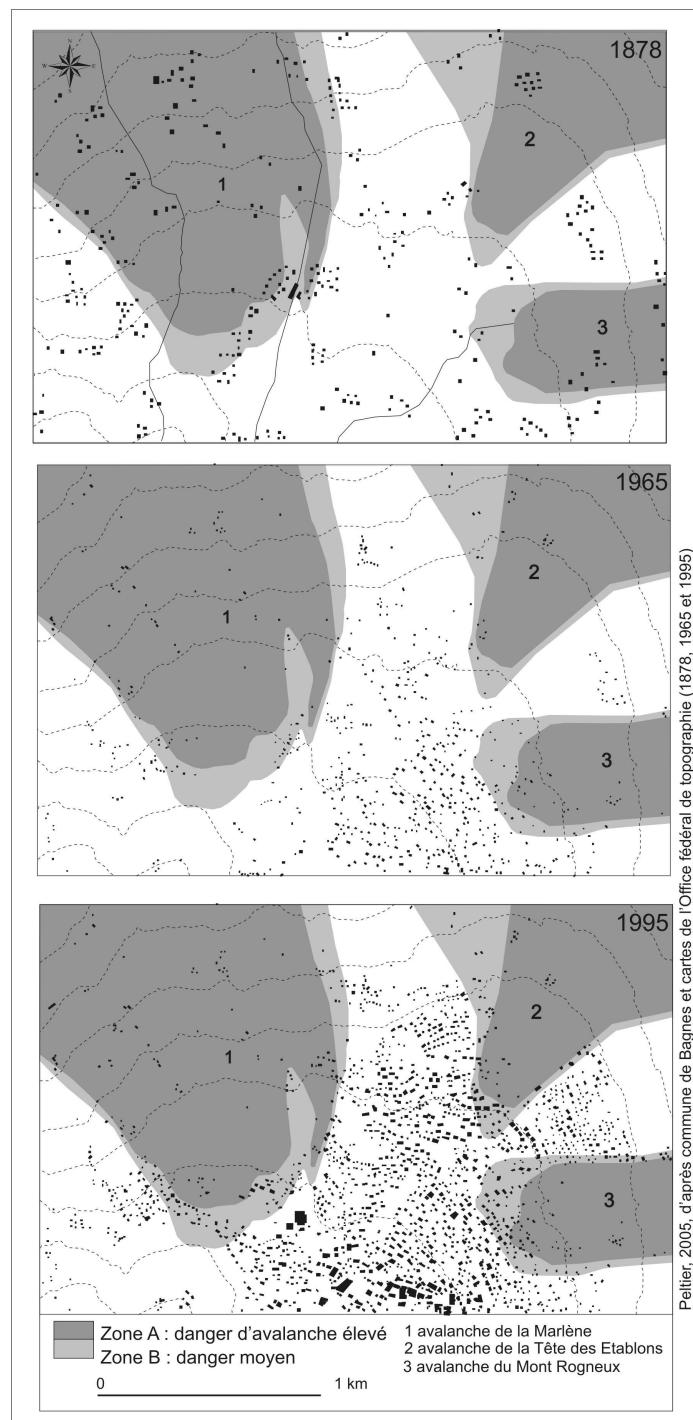 1878
N
W
E
S
1
2
3
1965
1
2
3
1995
1
2
3
Zone A : danger d'avalanche élevé
Zone B : danger moyen
0
1 km
1 avalanche de la Marlène
2 avalanche de la Tête des Etablons
3 avalanche du Mont Rogneux
Peltier, 2005, d'après commune de Bagnes et cartes de l'Office fédéral de topographie (1878, 1965 et 1995)